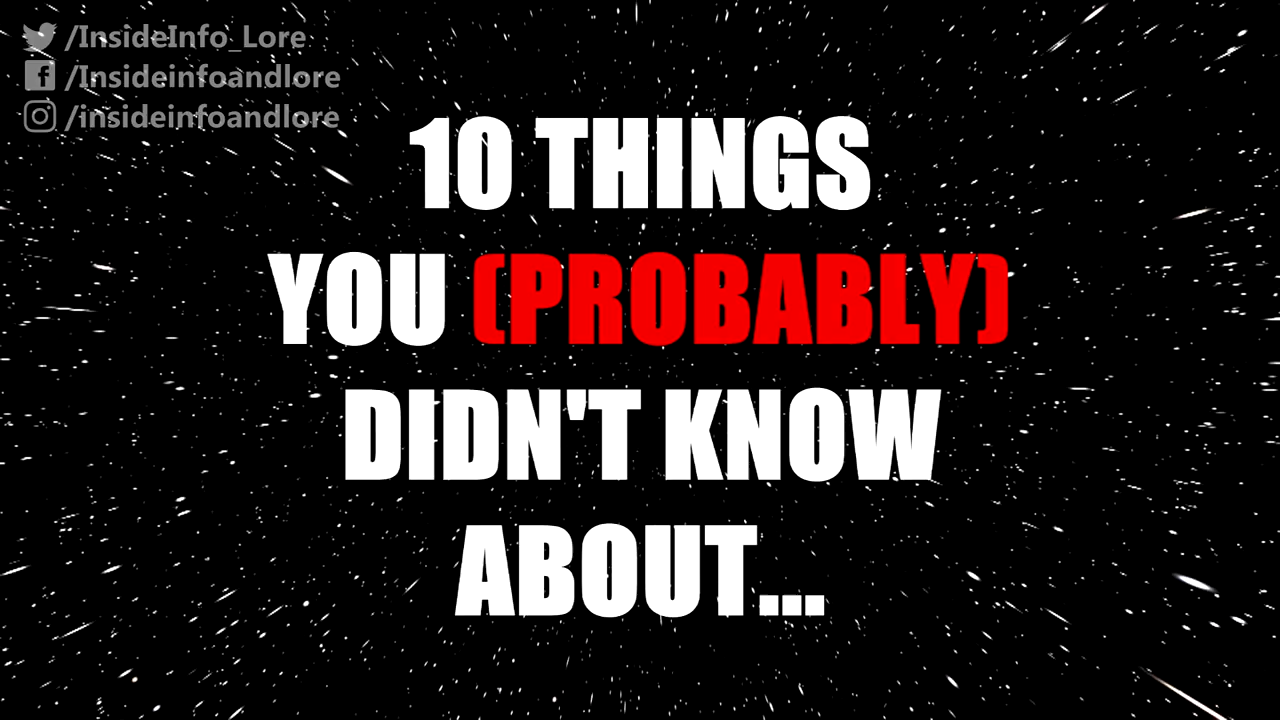 /InsideInfo_Lore
/Insideinfoandlore
/insideinfoandlore
10 THINGS
YOU (PROBABLY)
DIDN'T KNOW
ABOUT...